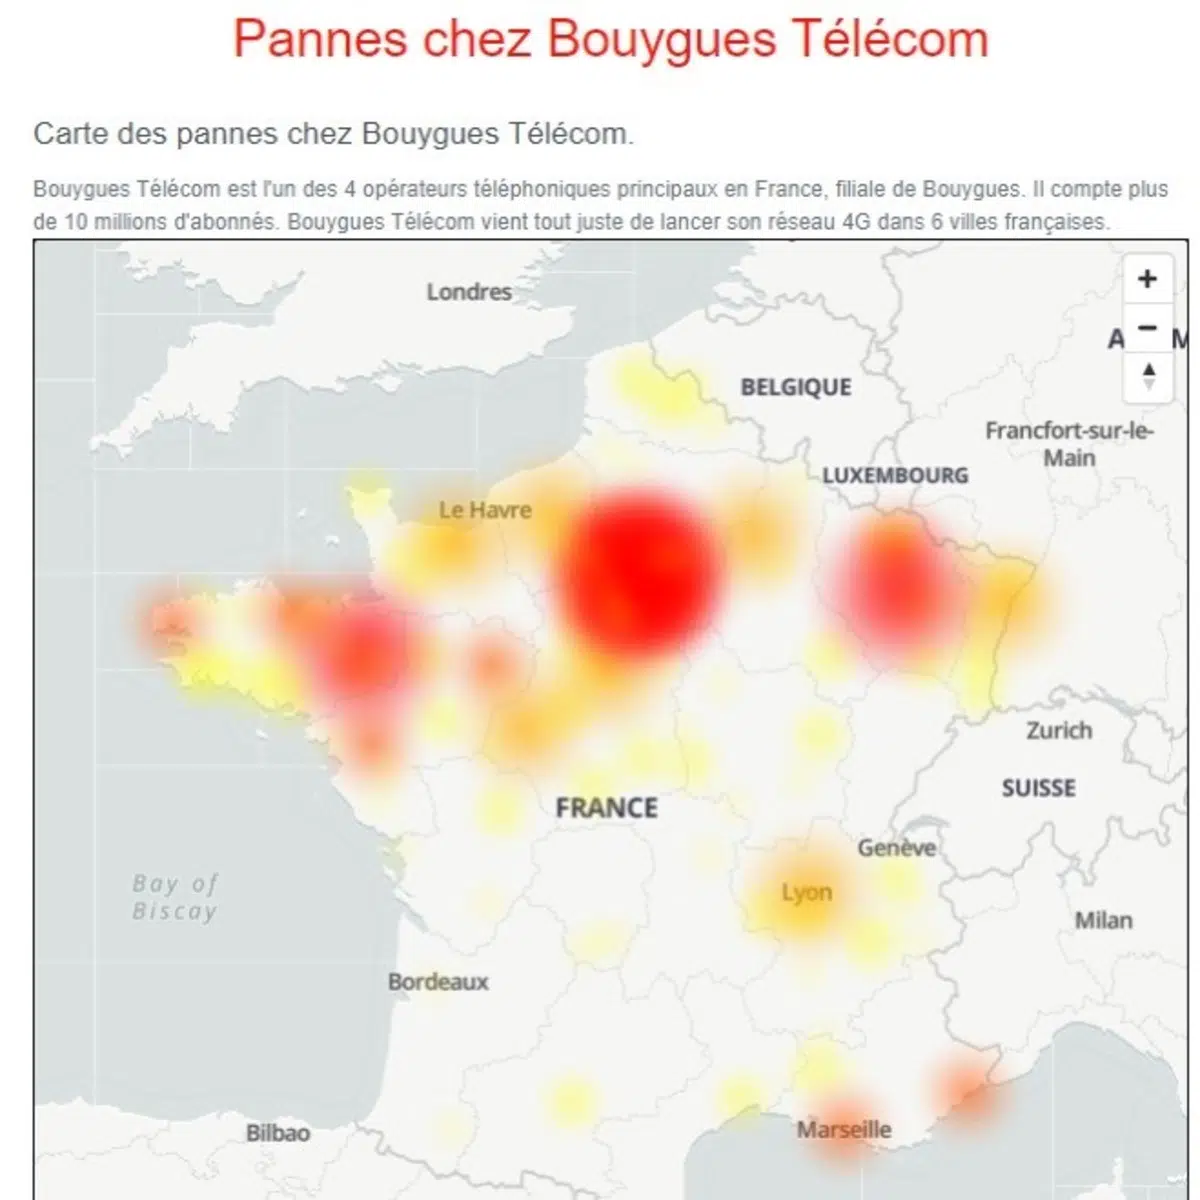 Pannes chez Bouygues Télécom
Carte des pannes chez Bouygues Télécom.
Bouygues Télécom est l'un des 4 opérateurs téléphoniques principaux en France, filiale de Bouygues. Il compte plus
de 10 millions d'abonnés. Bouygues Télécom vient tout juste de lancer son réseau 4G dans 6 villes françaises.
Londres
+
−
A M
BELGIQUE
Francfort-sur-le-
Main
LUXEMBOURG
Le Havre
Zurich
SUISSE
FRANCE
Genève
Bay of
Biscay
Lyon
Milan
Bordeaux
Marseille
Bilbao